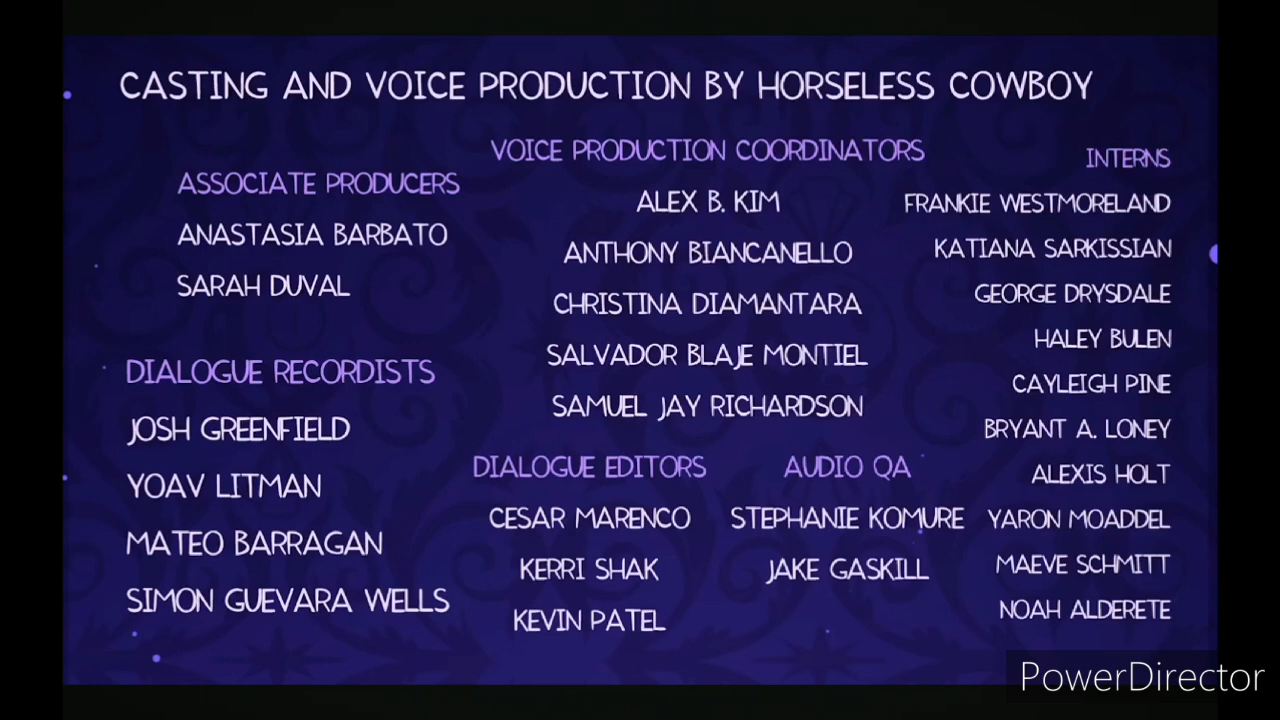 CASTING AND VOICE PRODUCTION BY HORSELESS COWBOY
ASSOCIATE PRODUCERS
ANASTASIA BARBATO
SARAH DUVAL
DIALOGUE RECORDISTS
JOSH GREENFIELD
YOAV LITMAN
MATEO BARRAGAN
SIMON GUEVARA WELLS
VOICE PRODUCTION COORDINATORS
ALEX B. KIM
ANTHONY BIANCANELLO
CHRISTINA DIAMANTARA
SALVADOR BLAJE MONTIEL
SAMUEL JAY RICHARDSON
DIALOGUE EDITORS
CESAR MARENCO
KERRI SHAK
KEVIN PATEL
AUDIO QA
STEPHANIE KOMURE
JAKE GASKILL
INTERNS
FRANKIE WESTMORELAND
KATIANA SARKISSIAN
GEORGE DRYSDALE
HALEY BULEN
CAYLEIGH PINE
BRYANT A. LONEY
ALEXIS HOLT
YARON MOADDEL
MAEVE SCHMITT
NOAH ALDERETE
PowerDirector